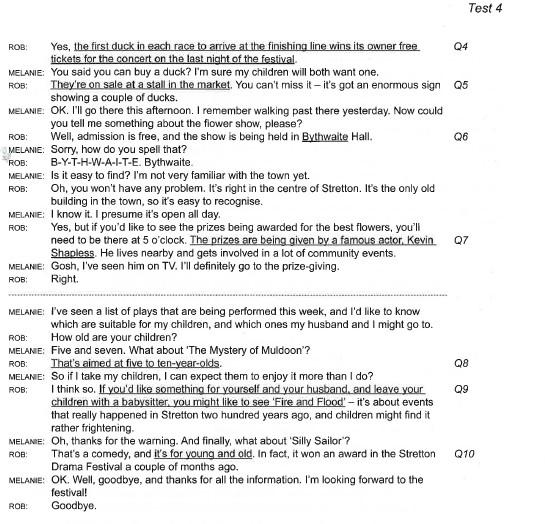 Test 4
ROB: Yes, the first duck in each race to arrive at the finishing line wins its owner free Q4
tickets for the concert on the last night of the festival.
MELANIE: You said you can buy a duck? I'm sure my children will both want one.
ROB: They're on sale at a stall in the market. You can't miss it – it's got an enormous sign Q5
showing a couple of ducks.
MELANIE: OK. I'll go there this afternoon. I remember walking past there yesterday. Now could
you tell me something about the flower show, please?
ROB: Well, admission is free, and the show is being held in Bythwaite Hall. Q6
MELANIE: Sorry, how do you spell that?
ROB: B-Y-T-H-W-A-I-T-E. Bythwaite.
MELANIE: Is it easy to find? I'm not very familiar with the town yet.
ROB: Oh, you won't have any problem. It's right in the centre of Stretton. It's the only old
building in the town, so it's easy to recognise.
MELANIE: I know it. I presume it's open all day.
ROB: Yes, but if you'd like to see the prizes being awarded for the best flowers, you'll
need to be there at 5 o'clock. The prizes are being given by a famous actor, Kevin Q7
Shapless. He lives nearby and gets involved in a lot of community events.
MELANIE: Gosh, I've seen him on TV. I'll definitely go to the prize-giving.
ROB: Right.
MELANIE: I've seen a list of plays that are being performed this week, and I'd like to know
which are suitable for my children, and which ones my husband and I might go to.
ROB: How old are your children?
MELANIE: Five and seven. What about 'The Mystery of Muldoon'?
ROB: That's aimed at five to ten-year-olds. Q8
MELANIE: So if I take my children, I can expect them to enjoy it more than I do?
ROB: I think so. If you'd like something for yourself and your husband, and leave your Q9
children with a babysitter, you might like to see 'Fire and Flood' – it's about events
that really happened in Stretton two hundred years ago, and children might find it
rather frightening.
MELANIE: Oh, thanks for the warning. And finally, what about 'Silly Sailor'?
ROB: That's a comedy, and it's for young and old. In fact, it won an award in the Stretton Q10
Drama Festival a couple of months ago.
MELANIE: OK. Well, goodbye, and thanks for all the information. I'm looking forward to the
festival!
ROB: Goodbye.